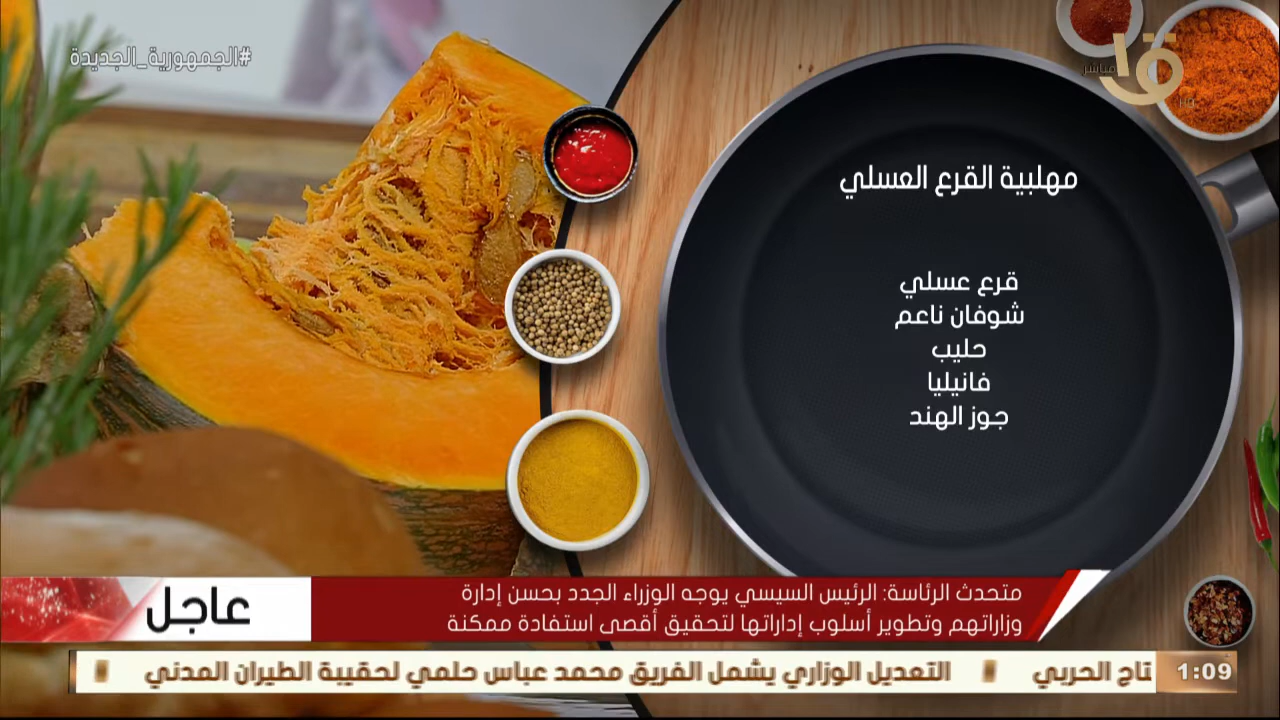 #الجمهورية_الجديدة
مباشر
HD
مهلبية القرع العسلي
قرع عسلي
شوفان ناعم
حليب
فانيليا
جوز الهند
عاجل
متحدث الرئاسة: الرئيس السيسي يوجه الوزراء الجدد بحسن إدارة
وزاراتهم وتطوير أسلوب إداراتها لتحقيق أقصى استفادة ممكنة
1:09
تاج الحربي
التعديل الوزاري يشمل الفريق محمد عباس حلمي لحقيبة الطيران المدني